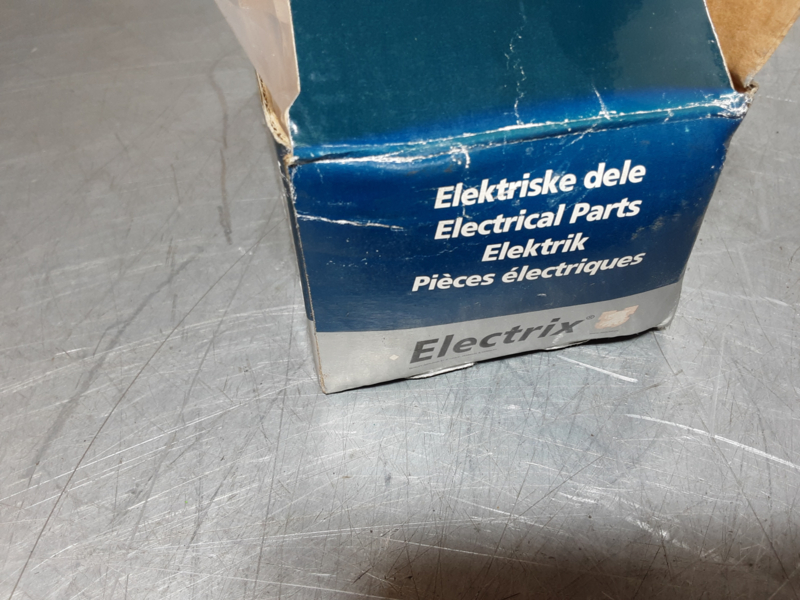 Elektriske dele
Electrical Parts
Elektrik
Pièces électriques
Electrix®